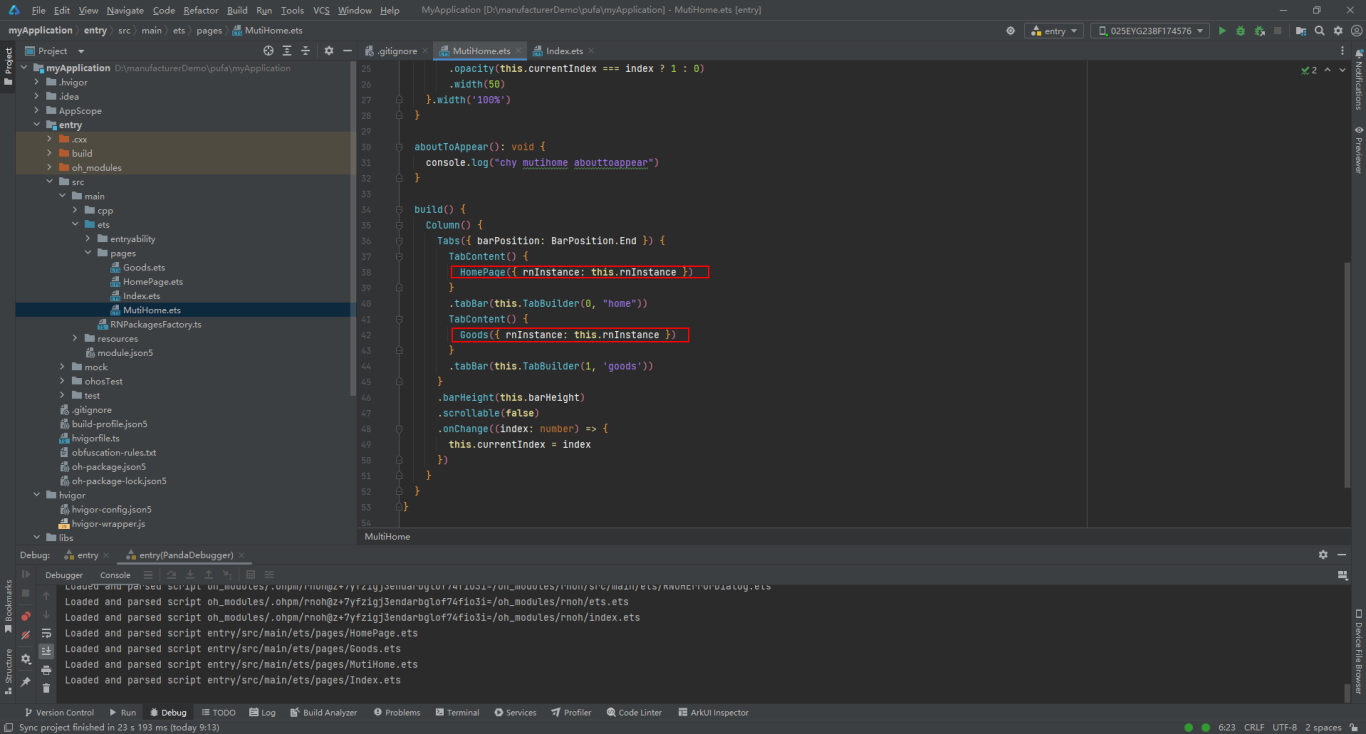 File Edit View Navigate Code Refactor Build Run Tools VCS Window Help MyApplication [D:\manufacturerDemo\pufa\myApplication] - MutiHome.ets [entry]
myApplication entry src main ets pages MutiHome.ets entry 025EYG238F174576
Project
.gitignore MutiHome.ets Index.ets
myApplication D:\manufacturerDemo\pufa\myApplication
.hvigor
.idea
AppScope
entry
.cxx
build
oh_modules
src
main
cpp
ets
entryability
pages
Goods.ets
HomePage.ets
Index.ets
MutiHome.ets
RNPackagesFactory.ts
resources
module.json5
mock
ohosTest
test
.gitignore
build-profile.json5
hvigorfile.ts
obfuscation-rules.txt
oh-package.json5
oh-package-lock.json5
hvigor
hvigor-config.json5
hvigor-wrapper.js
libs
2
25 .opacity(this.currentIndex === index ? 1 : 0)
26 .width(50)
27 }.width('100%')
28 }
29
30 aboutToAppear(): void {
31 console.log("chy mutihome abouttoappear")
32 }
33
34 build() {
35 Column() {
36 Tabs({ barPosition: BarPosition.End }) {
37 TabContent() {
38 HomePage({ rnInstance: this.rnInstance })
39 }
40 .tabBar(this.TabBuilder(0, "home"))
41 TabContent() {
42 Goods({ rnInstance: this.rnInstance })
43 }
44 .tabBar(this.TabBuilder(1, 'goods'))
45 }
46 .barHeight(this.barHeight)
47 .scrollable(false)
48 .onChange((index: number) => {
49 this.currentIndex = index
50 })
51 }
52 }
53 }
54
MutiHome
Project
Bookmarks
Structure
Notifications
Previewer
Device File Browser
Debug: entry entry(PandaDebugger)
Debugger Console
Loaded and parsed script oh_modules/.ohpm/rnoh@z+7yfzigj3endarbglof74fio3i=/oh_modules/rnoh/src/main/ets/RNOHErrorDialog.ets
Loaded and parsed script oh_modules/.ohpm/rnoh@z+7yfzigj3endarbglof74fio3i=/oh_modules/rnoh/ets.ets
Loaded and parsed script oh_modules/.ohpm/rnoh@z+7yfzigj3endarbglof74fio3i=/oh_modules/rnoh/index.ets
Loaded and parsed script entry/src/main/ets/pages/HomePage.ets
Loaded and parsed script entry/src/main/ets/pages/Goods.ets
Loaded and parsed script entry/src/main/ets/pages/MutiHome.ets
Loaded and parsed script entry/src/main/ets/pages/Index.ets
Version Control Run Debug TODO Log Build Analyzer Problems Terminal Services Profiler Code Linter ArkUI Inspector
Sync project finished in 23 s 193 ms (today 9:13) 6:23 CRLF UTF-8 2 spaces